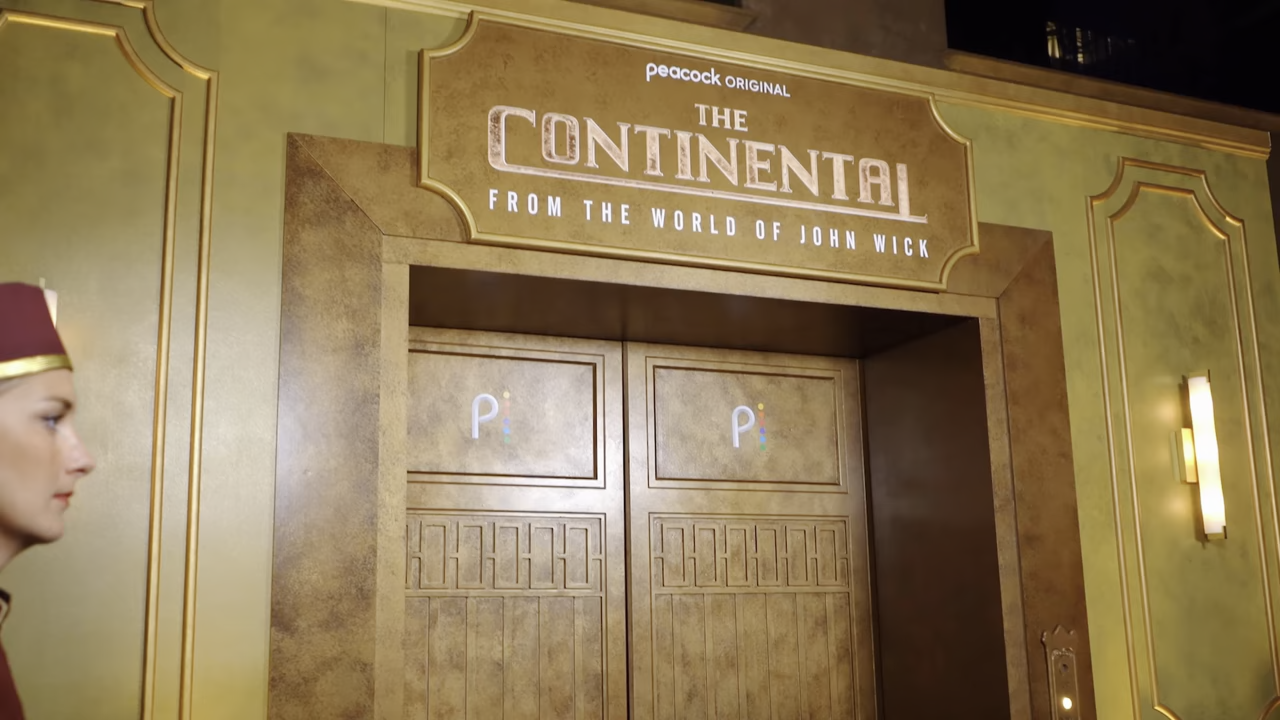 peacock ORIGINAL
THE
CONTINENTAL
FROM THE WORLD OF JOHN WICK
P
P